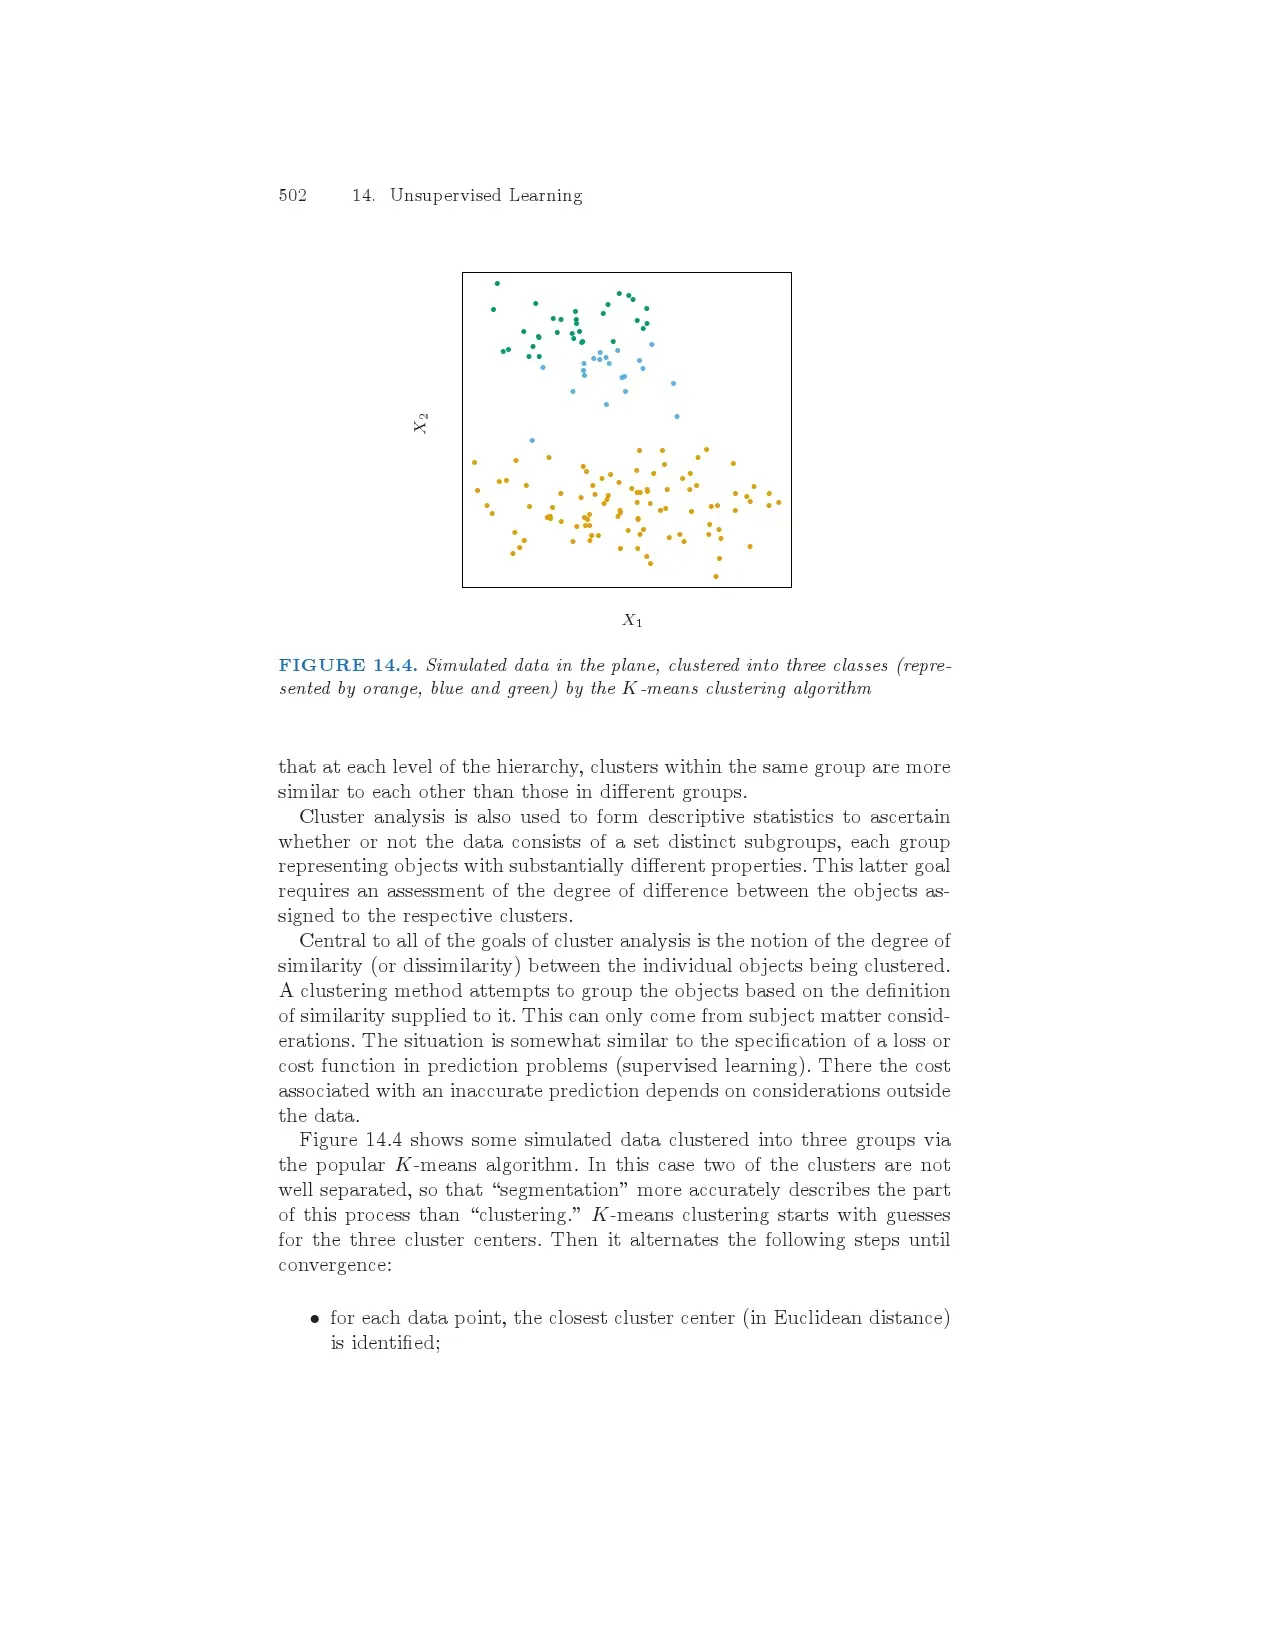 502 14. Unsupervised Learning
X2
X1
FIGURE 14.4. Simulated data in the plane, clustered into three classes (repre-
sented by orange, blue and green) by the K-means clustering algorithm
that at each level of the hierarchy, clusters within the same group are more
similar to each other than those in different groups.
Cluster analysis is also used to form descriptive statistics to ascertain
whether or not the data consists of a set distinct subgroups, each group
representing objects with substantially different properties. This latter goal
requires an assessment of the degree of difference between the objects as-
signed to the respective clusters.
Central to all of the goals of cluster analysis is the notion of the degree of
similarity (or dissimilarity) between the individual objects being clustered.
A clustering method attempts to group the objects based on the definition
of similarity supplied to it. This can only come from subject matter consid-
erations. The situation is somewhat similar to the specification of a loss or
cost function in prediction problems (supervised learning). There the cost
associated with an inaccurate prediction depends on considerations outside
the data.
Figure 14.4 shows some simulated data clustered into three groups via
the popular K-means algorithm. In this case two of the clusters are not
well separated, so that “segmentation” more accurately describes the part
of this process than “clustering.” K-means clustering starts with guesses
for the three cluster centers. Then it alternates the following steps until
convergence:
• for each data point, the closest cluster center (in Euclidean distance)
is identified;